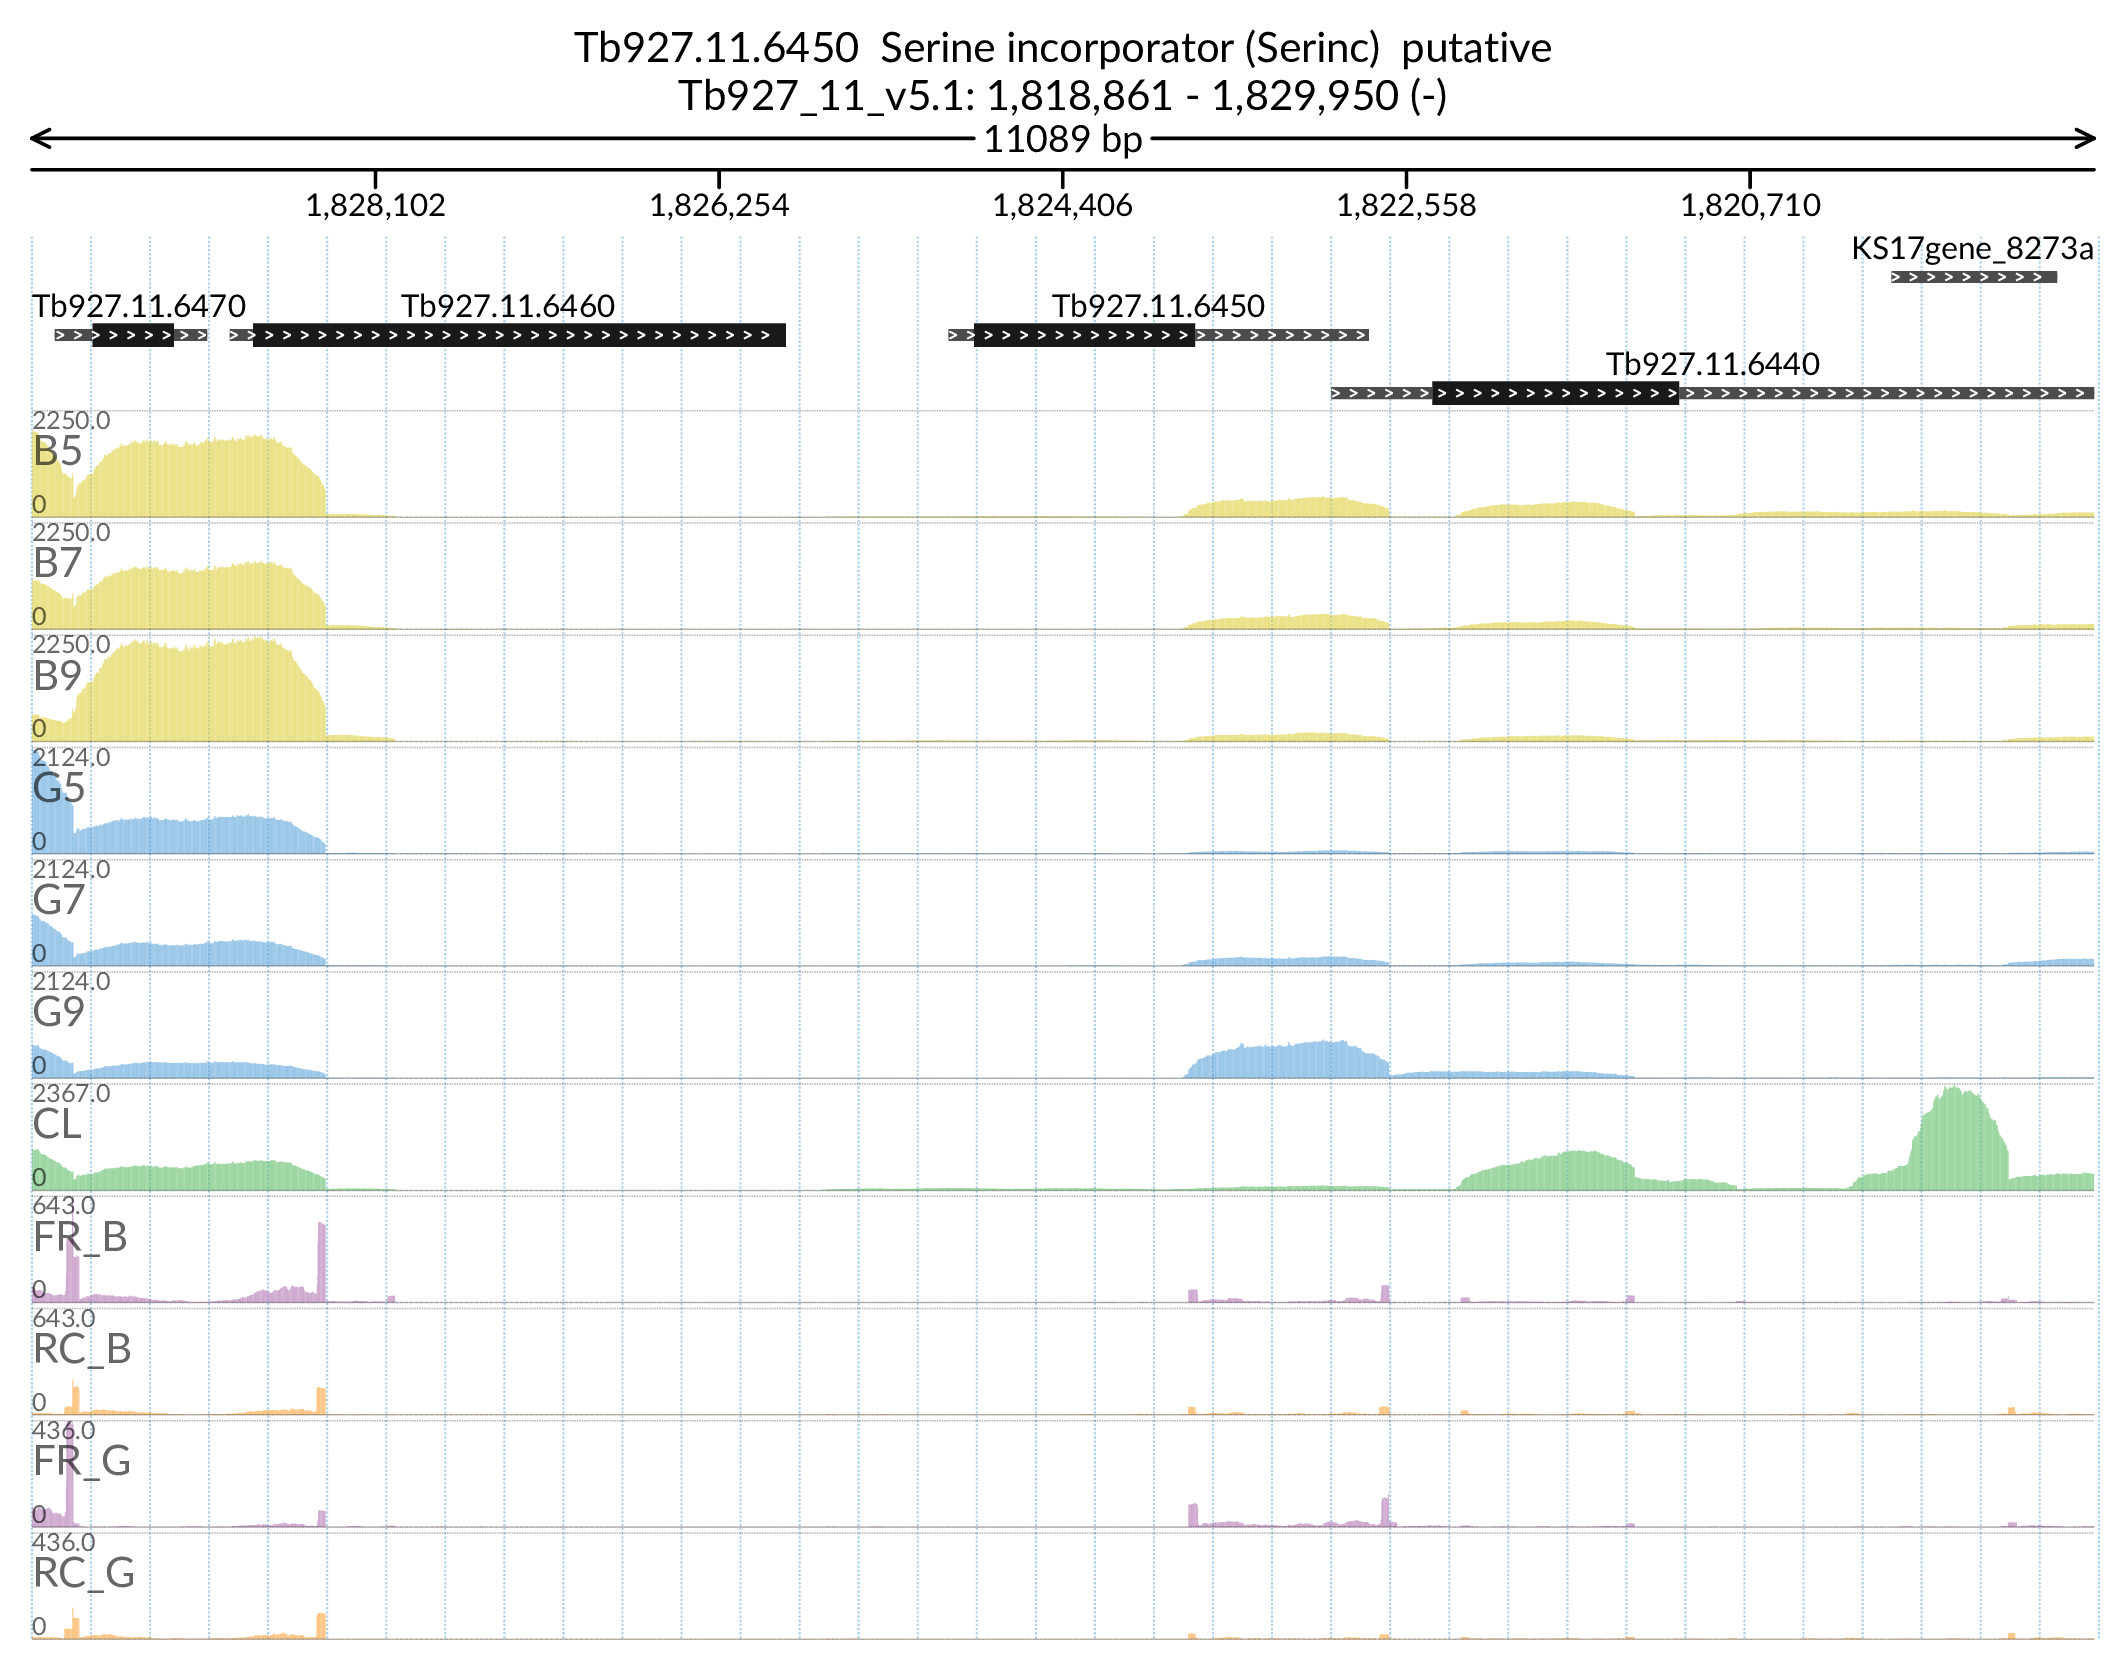 Tb927.11.6450  Serine incorporator (Serinc)  putative
Tb927_11_v5.1: 1,818,861 - 1,829,950 (-)
11089 bp
1,828,102 1,826,254 1,824,406 1,822,558 1,820,710
KS17gene_8273a
Tb927.11.6470 Tb927.11.6460 Tb927.11.6450
Tb927.11.6440
2250.0
B5
0
2250.0
B7
0
2250.0
B9
0
2124.0
G5
0
2124.0
G7
0
2124.0
G9
0
2367.0
CL
0
643.0
FR_B
0
643.0
RC_B
0
436.0
FR_G
0
436.0
RC_G
0